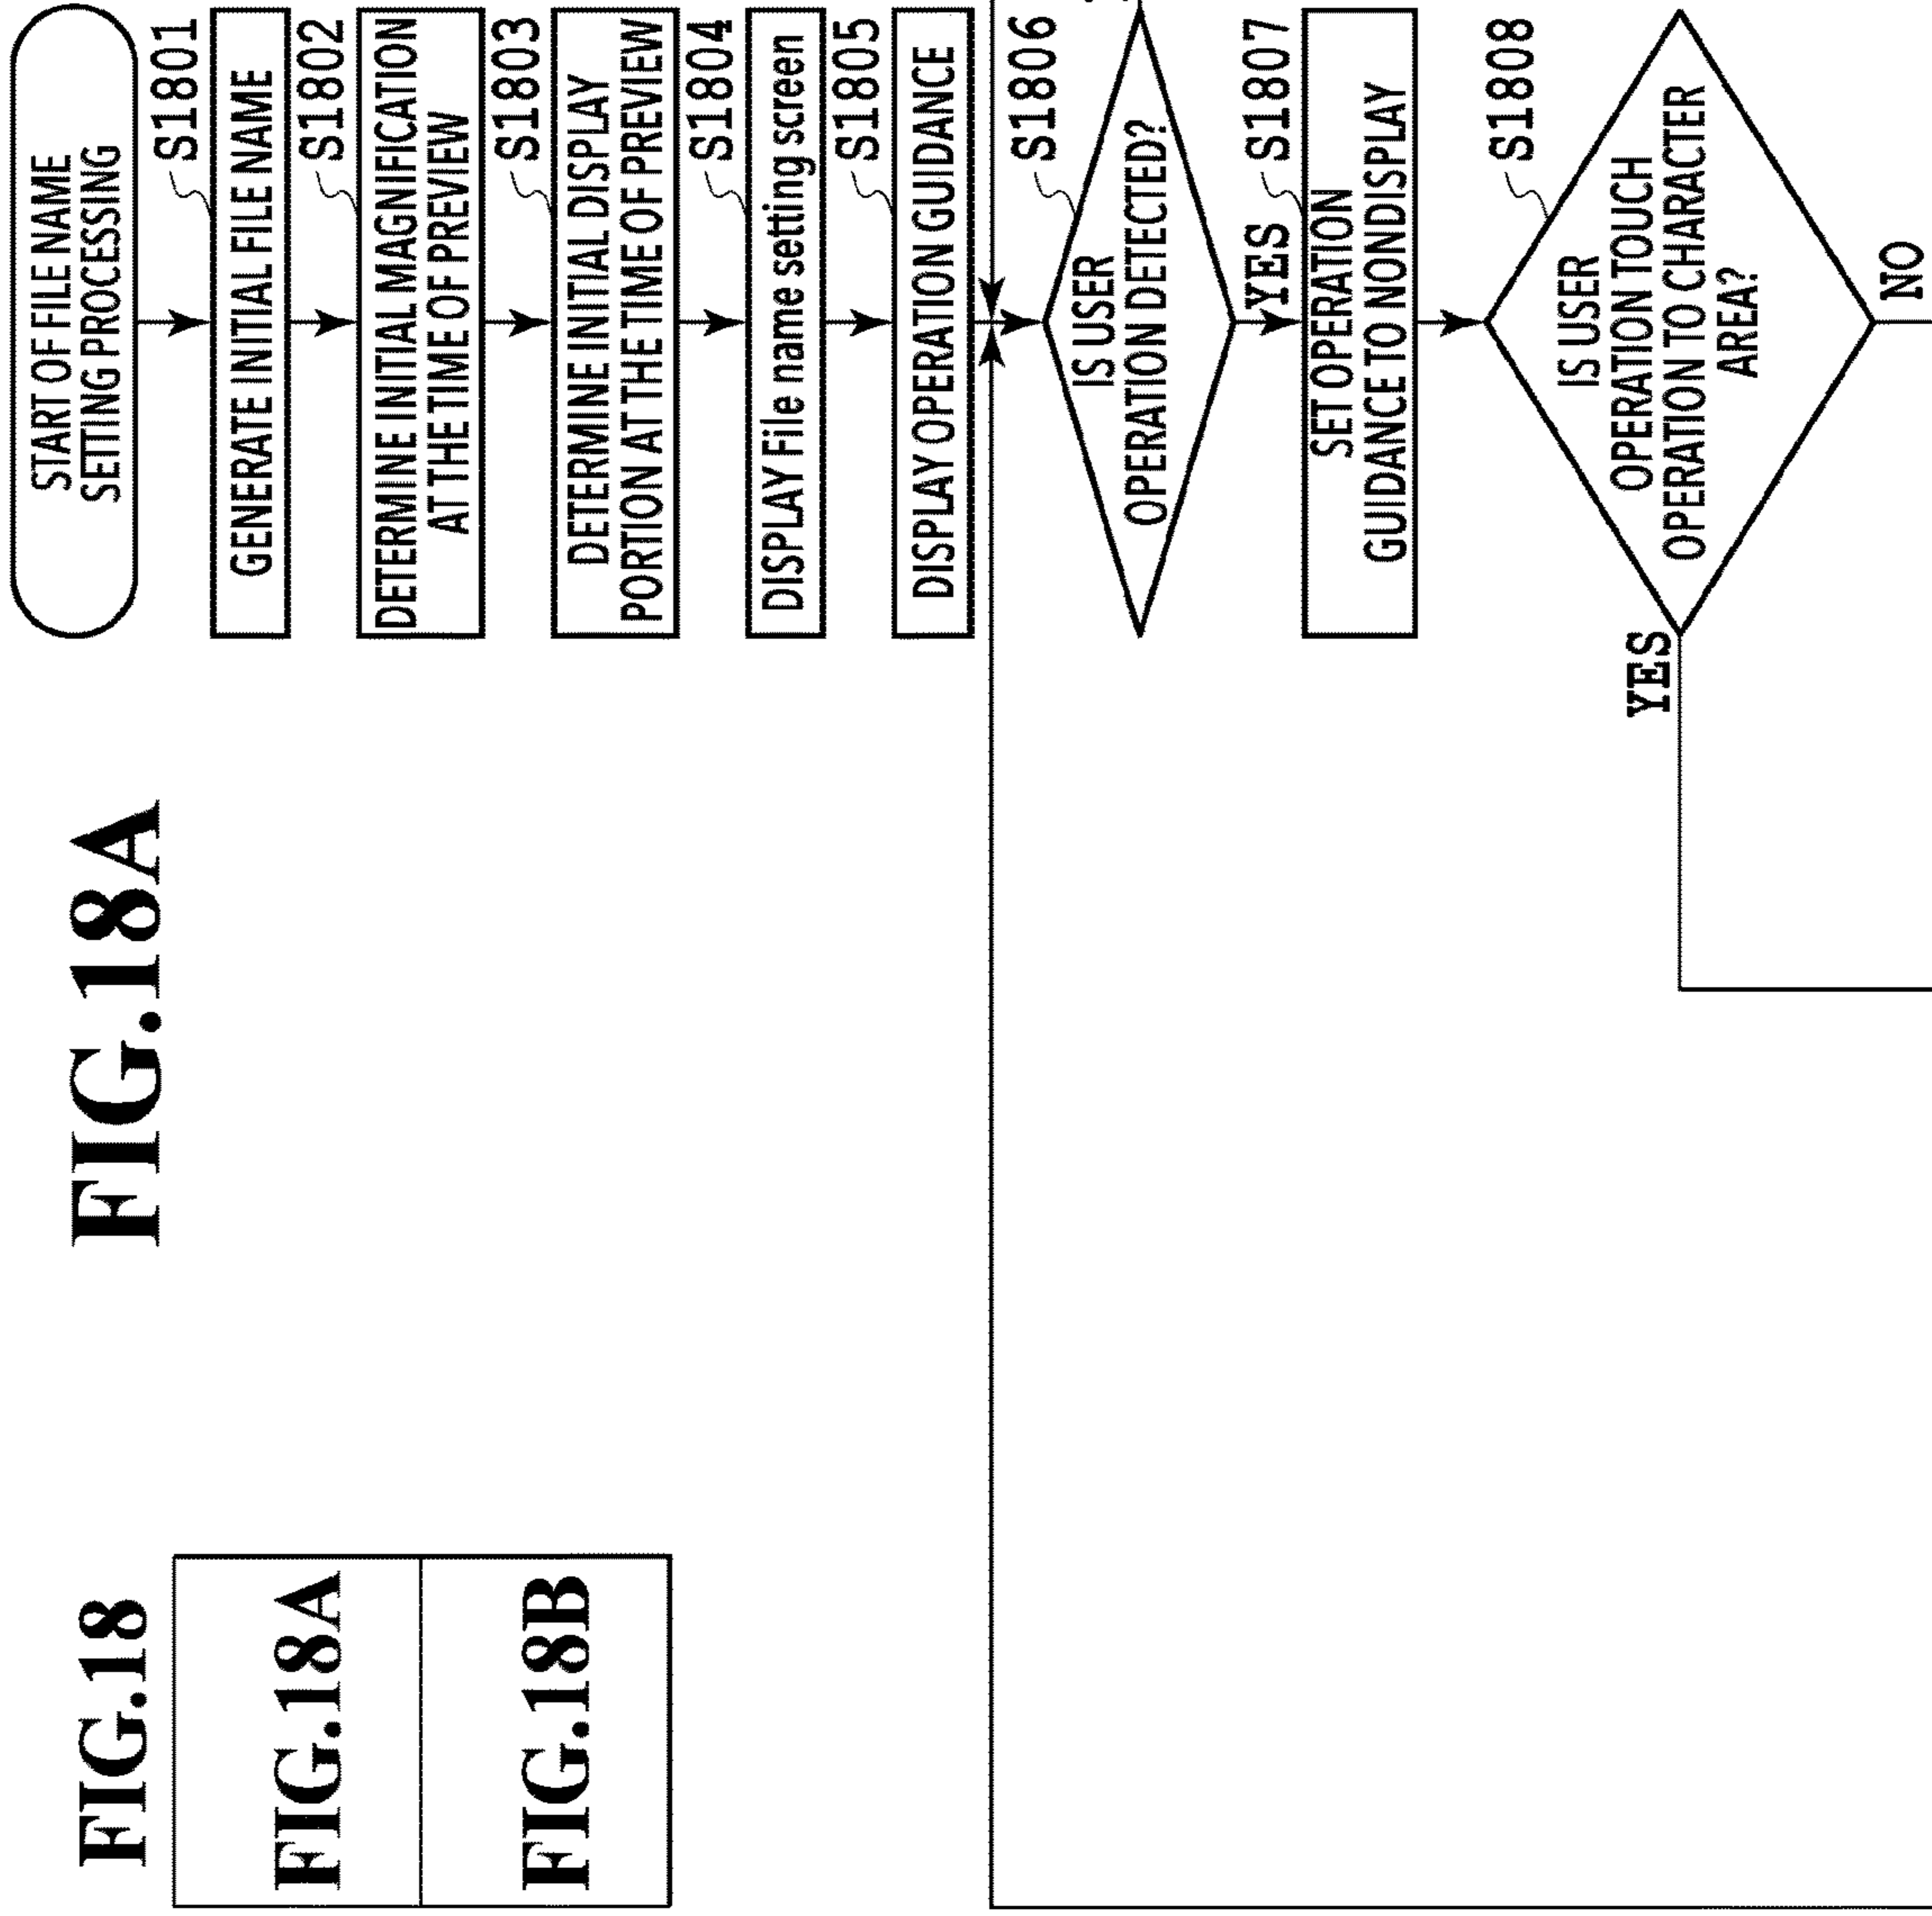 FIG.18
FIG.18A
FIG.18B
FIG.18A
START OF FILE NAME
SETTING PROCESSING
S1801
GENERATE INITIAL FILE NAME
S1802
DETERMINE INITIAL MAGNIFICATION
AT THE TIME OF PREVIEW
S1803
DETERMINE INITIAL DISPLAY
PORTION AT THE TIME OF PREVIEW
S1804
DISPLAY File name setting screen
S1805
DISPLAY OPERATION GUIDANCE
S1806
IS USER
OPERATION DETECTED?
YES
S1807
SET OPERATION
GUIDANCE TO NONDISPLAY
S1808
IS USER
OPERATION TOUCH
OPERATION TO CHARACTER
AREA?
YES
NO